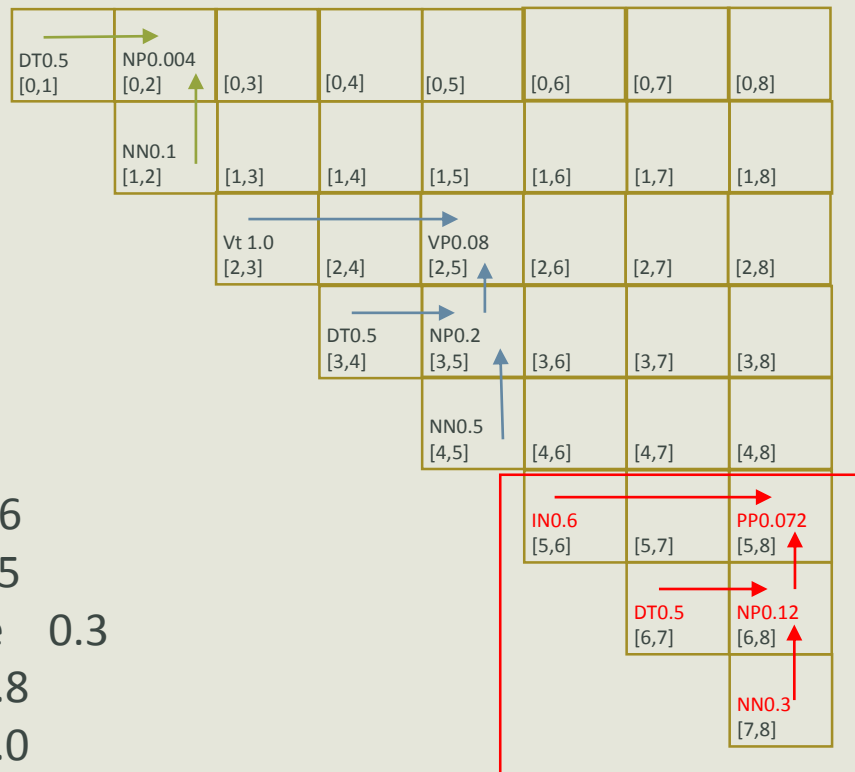 DT0.5 NP0.004
[0,1] [0,2] [0,3] [0,4] [0,5] [0,6] [0,7] [0,8]
NN0.1
[1,2] [1,3] [1,4] [1,5] [1,6] [1,7] [1,8]
Vt 1.0 VP0.08
[2,3] [2,4] [2,5] [2,6] [2,7] [2,8]
DT0.5 NP0.2
[3,4] [3,5] [3,6] [3,7] [3,8]
NN0.5
[4,5] [4,6] [4,7] [4,8]
6
IN0.6 PP0.072
[5,6] [5,7] [5,8]
5
DT0.5 NP0.12
e 0.3
[6,7] [6,8]
.8
NN0.3
[7,8]
.0